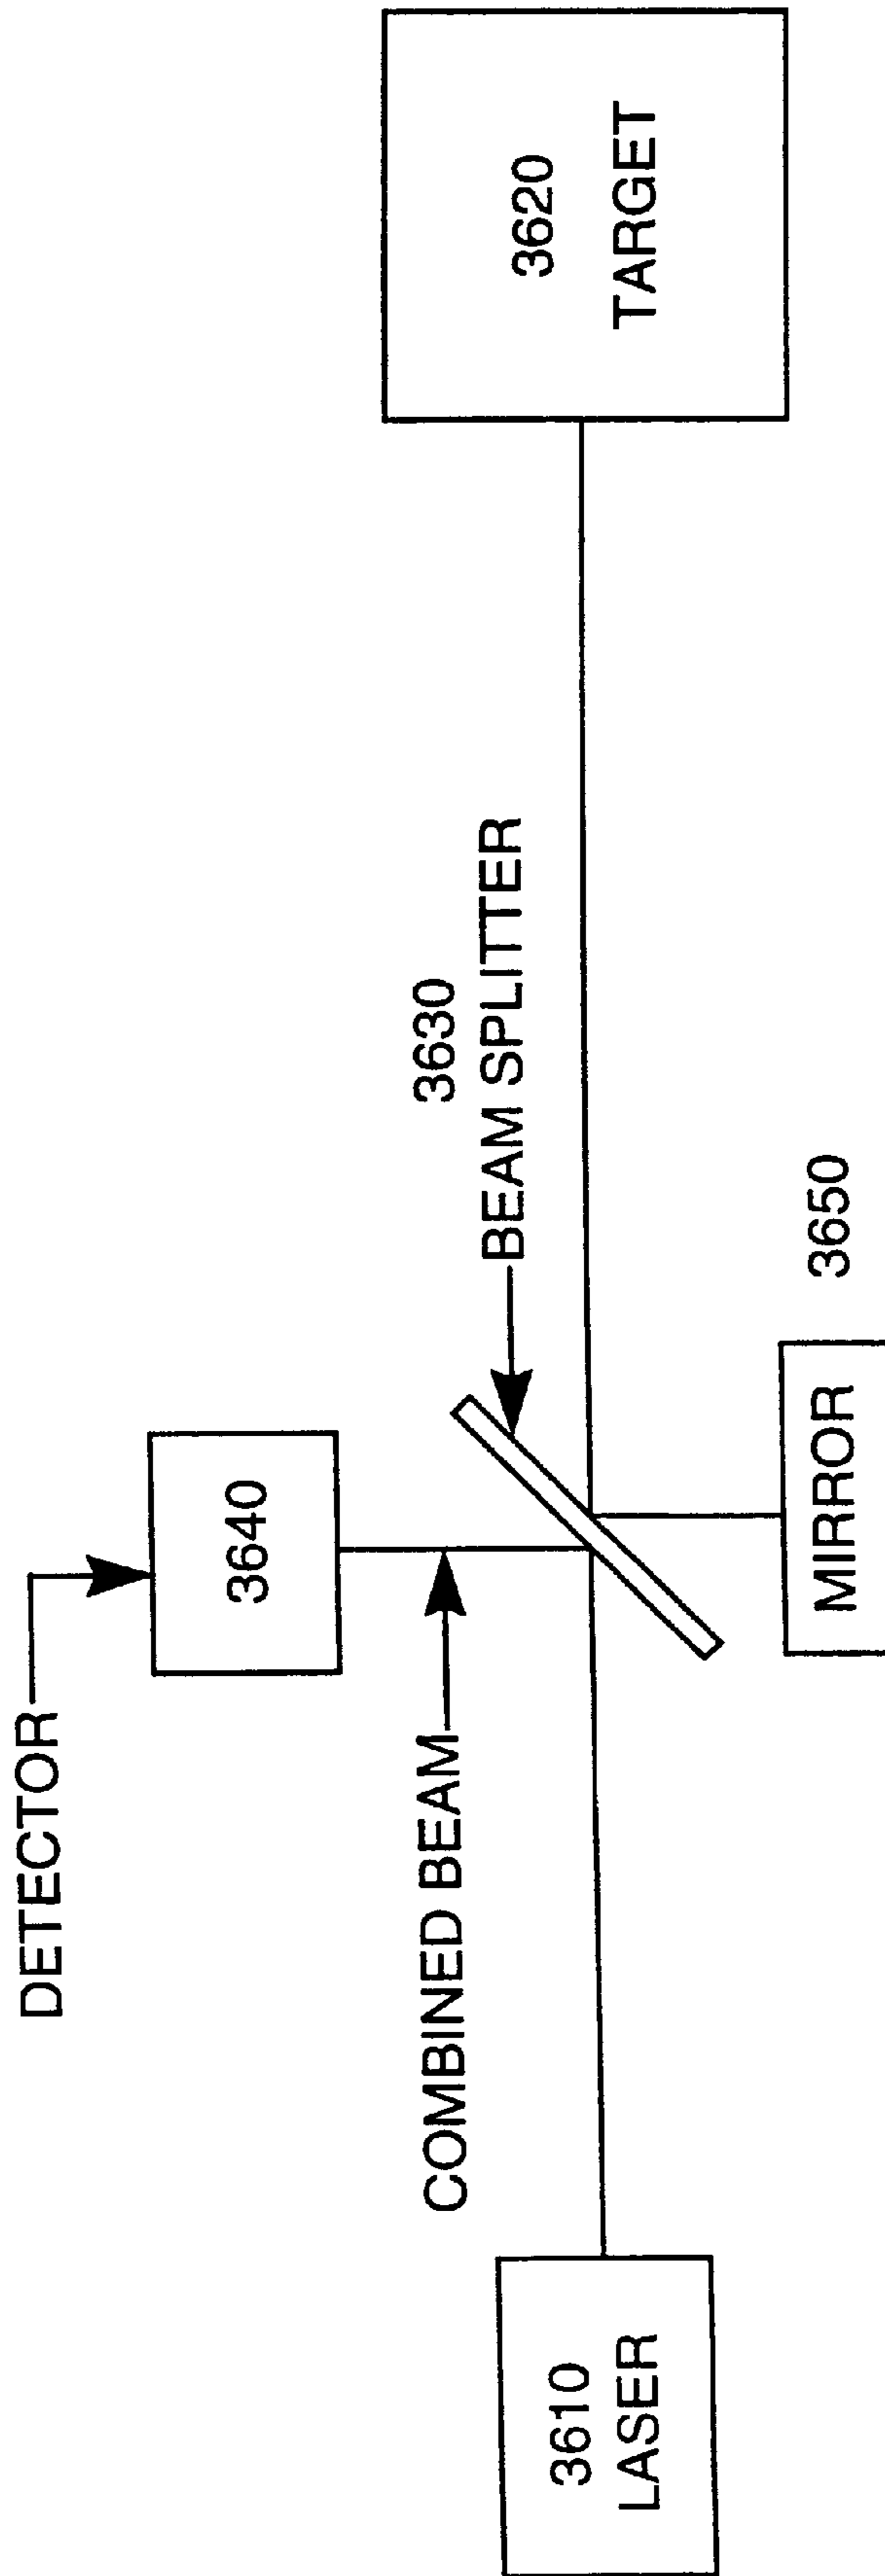 DETECTOR
3640
COMBINED BEAM
3630
BEAM SPLITTER
3620
TARGET
3610
LASER
MIRROR
3650